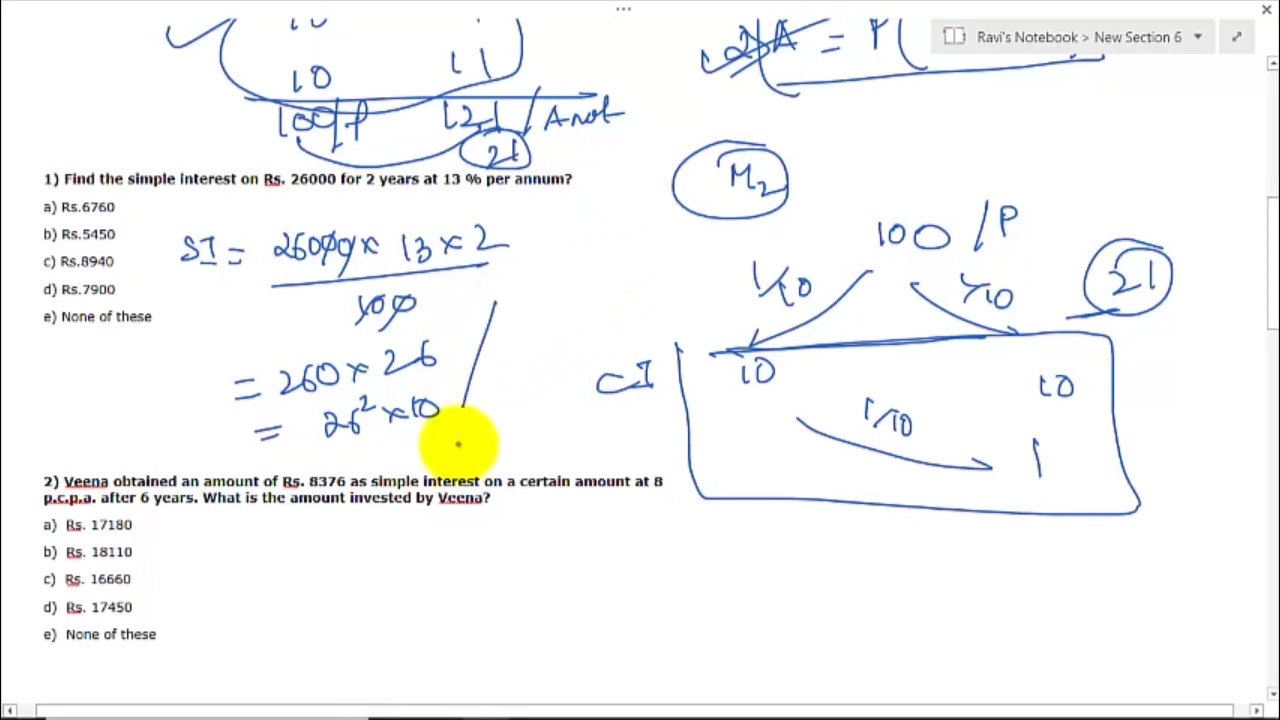 Ravi's Notebook > New Section 6
2) A = P(
10 11
100/P 121 / Amt
21
1) Find the simple interest on Rs. 26000 for 2 years at 13 % per annum?
a) Rs.6760
b) Rs.5450
c) Rs.8940
d) Rs.7900
e) None of these
SI = 26000 x 13 x 2
100
= 260 x 26
= 26² x 10
M2
100 / P
1/10 1/10
21
CI
10 10
1/10
1
2) Veena obtained an amount of Rs. 8376 as simple interest on a certain amount at 8
p.c.p.a. after 6 years. What is the amount invested by Veena?
a) Rs. 17180
b) Rs. 18110
c) Rs. 16660
d) Rs. 17450
e) None of these